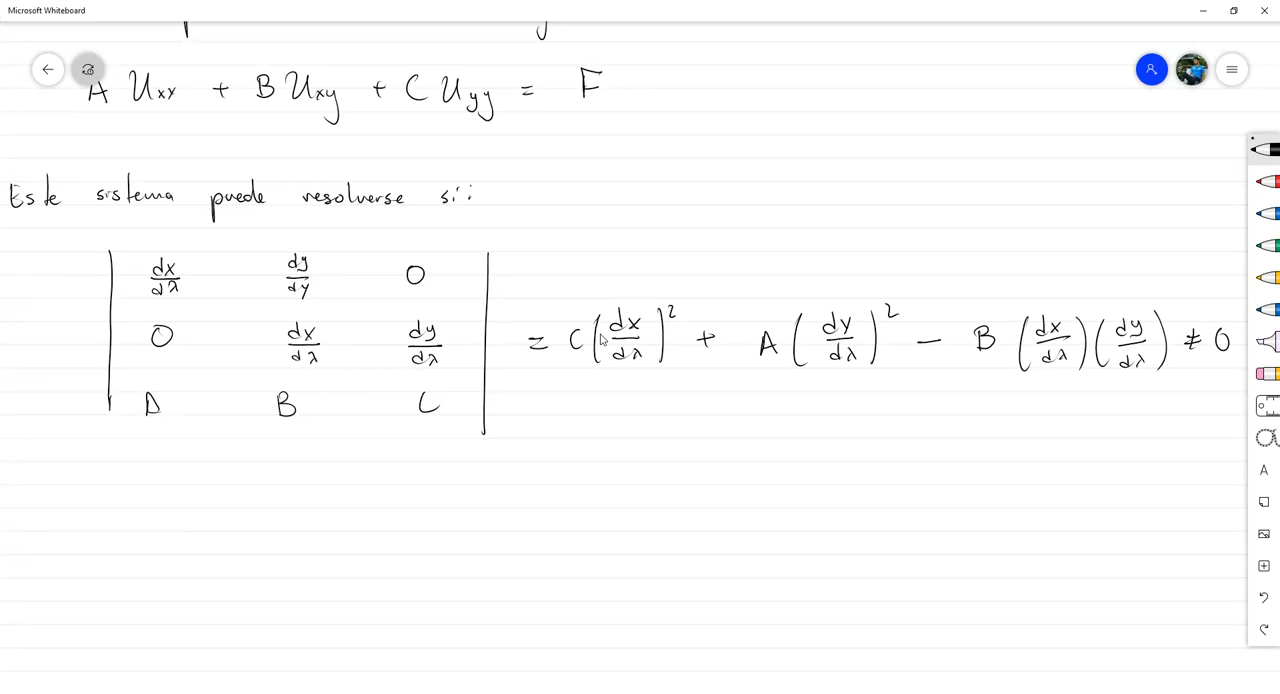 Microsoft Whiteboard
A Uxx + B Uxy + C Uyy = F
Este sistema puede resolverse si:
| dx/dλ dy/dy 0 |
| 0 dx/dλ dy/dλ | = C (dx/dλ)² + A (dy/dλ)² - B (dx/dλ)(dy/dλ) ≠ 0
| A B C |
A